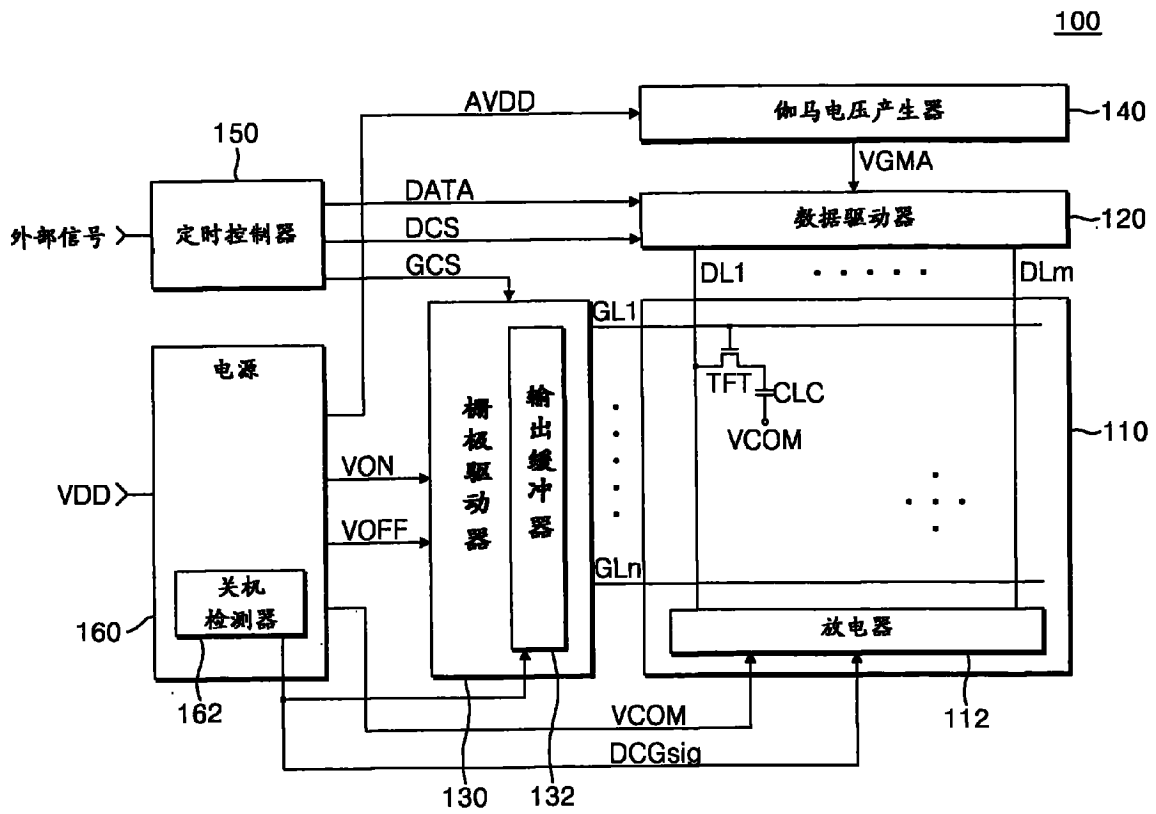 100
AVDD
伽马电压产生器
140
150
VGMA
DATA
外部信号
定时控制器
DCS
数据驱动器
120
GCS
DL1
DLm
GL1
电源
TFT
CLC
VCOM
110
栅极驱动器
输出缓冲器
VON
VDD
VOFF
GLn
关机
检测器
160
放电器
162
VCOM
112
DCGsig
130
132